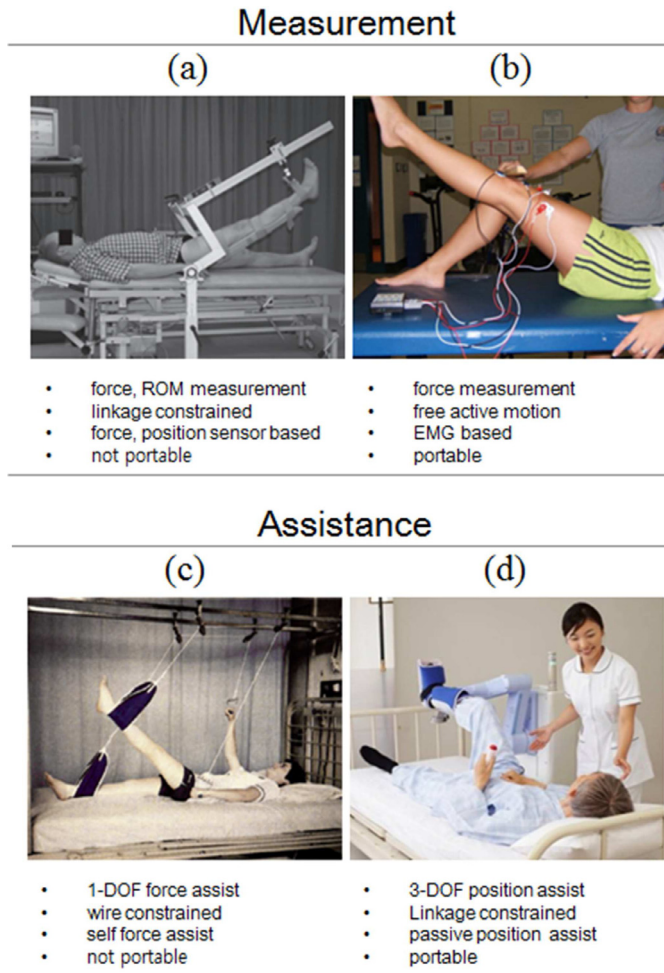 Measurement
(a)
(b)
• force, ROM measurement
• linkage constrained
• force, position sensor based
• not portable
• force measurement
• free active motion
• EMG based
• portable
Assistance
(c)
(d)
• 1-DOF force assist
• wire constrained
• self force assist
• not portable
• 3-DOF position assist
• Linkage constrained
• passive position assist
• portable